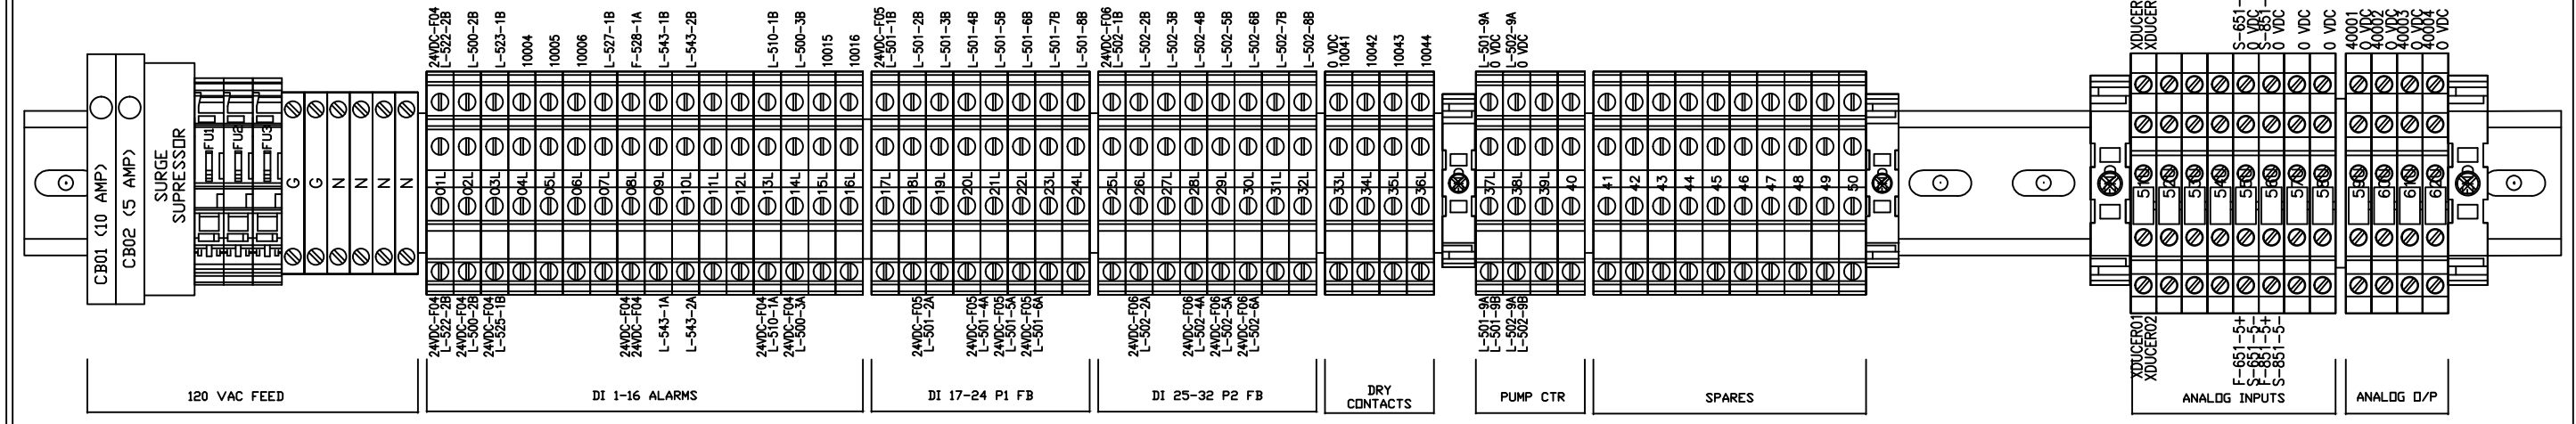 24VDC-F04
L-522-2B
L-500-2B
L-523-1B
10004
10005
10006
L-527-1B
F-528-1A
L-543-1B
L-543-2B
L-510-1B
L-500-3B
10015
10016
24VDC-F05
L-501-1B
L-501-2B
L-501-3B
L-501-4B
L-501-5B
L-501-6B
L-501-7B
L-501-8B
24VDC-F06
L-502-1B
L-502-2B
L-502-3B
L-502-4B
L-502-5B
L-502-6B
L-502-7B
L-502-8B
0 VDC
10041
10042
10043
10044
L-501-9A
0 VDC
L-502-9A
0 VDC
XDUCER
XDUCER
S-651-
0 VDC
S-851-
0 VDC
0 VDC
0 VDC
40001
0 VDC
40002
0 VDC
40003
0 VDC
40004
0 VDC
CB01 (10 AMP)
CB02 (5 AMP)
SURGE
SUPRESSOR
FU1
FU2
FU3
G
G
N
N
N
N
01L
02L
03L
04L
05L
06L
07L
08L
09L
10L
11L
12L
13L
14L
15L
16L
17L
18L
19L
20L
21L
22L
23L
24L
25L
26L
27L
28L
29L
30L
31L
32L
33L
34L
35L
36L
37L
38L
39L
40
41
42
43
44
45
46
47
48
49
50
24VDC-F04
L-522-2B
24VDC-F04
L-500-2B
24VDC-F04
L-525-1B
24VDC-F04
24VDC-F04
L-543-1A
L-543-2A
24VDC-F04
L-510-1A
24VDC-F04
L-500-3A
24VDC-F05
L-501-2A
24VDC-F05
L-501-4A
24VDC-F05
L-501-5A
24VDC-F05
L-501-6A
24VDC-F06
L-502-2A
24VDC-F06
L-502-4A
24VDC-F06
L-502-5A
24VDC-F06
L-502-6A
L-501-9A
L-501-9B
L-502-9A
L-502-9B
XDUCER01
XDUCER02
F-651-5+
S-651-5-
F-851-5+
S-851-5-
120 VAC FEED
DI 1-16 ALARMS
DI 17-24 P1 FB
DI 25-32 P2 FB
DRY
CONTACTS
PUMP CTR
SPARES
ANALOG INPUTS
ANALOG O/P